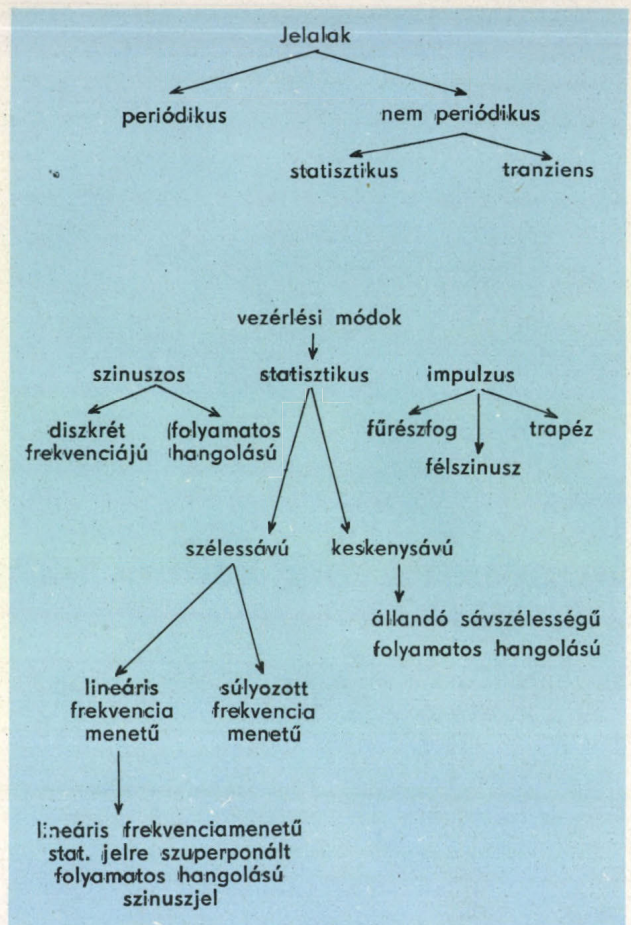 Jelalak
periódikus nem periódikus
statisztikus tranziens
vezérlési módok
szinuszos statisztikus impulzus
diszkrét folyamatos fűrészfog trapéz
frekvenciájú hangolású
félszinusz
szélessávú keskenysávú
állandó sávszélességű
folyamatos hangolású
lineáris súlyozott
frekvencia frekvencia
menetű menetű
lineáris frekvenciamenetű
stat. jelre szuperponált
folyamatos hangolású
szinuszjel